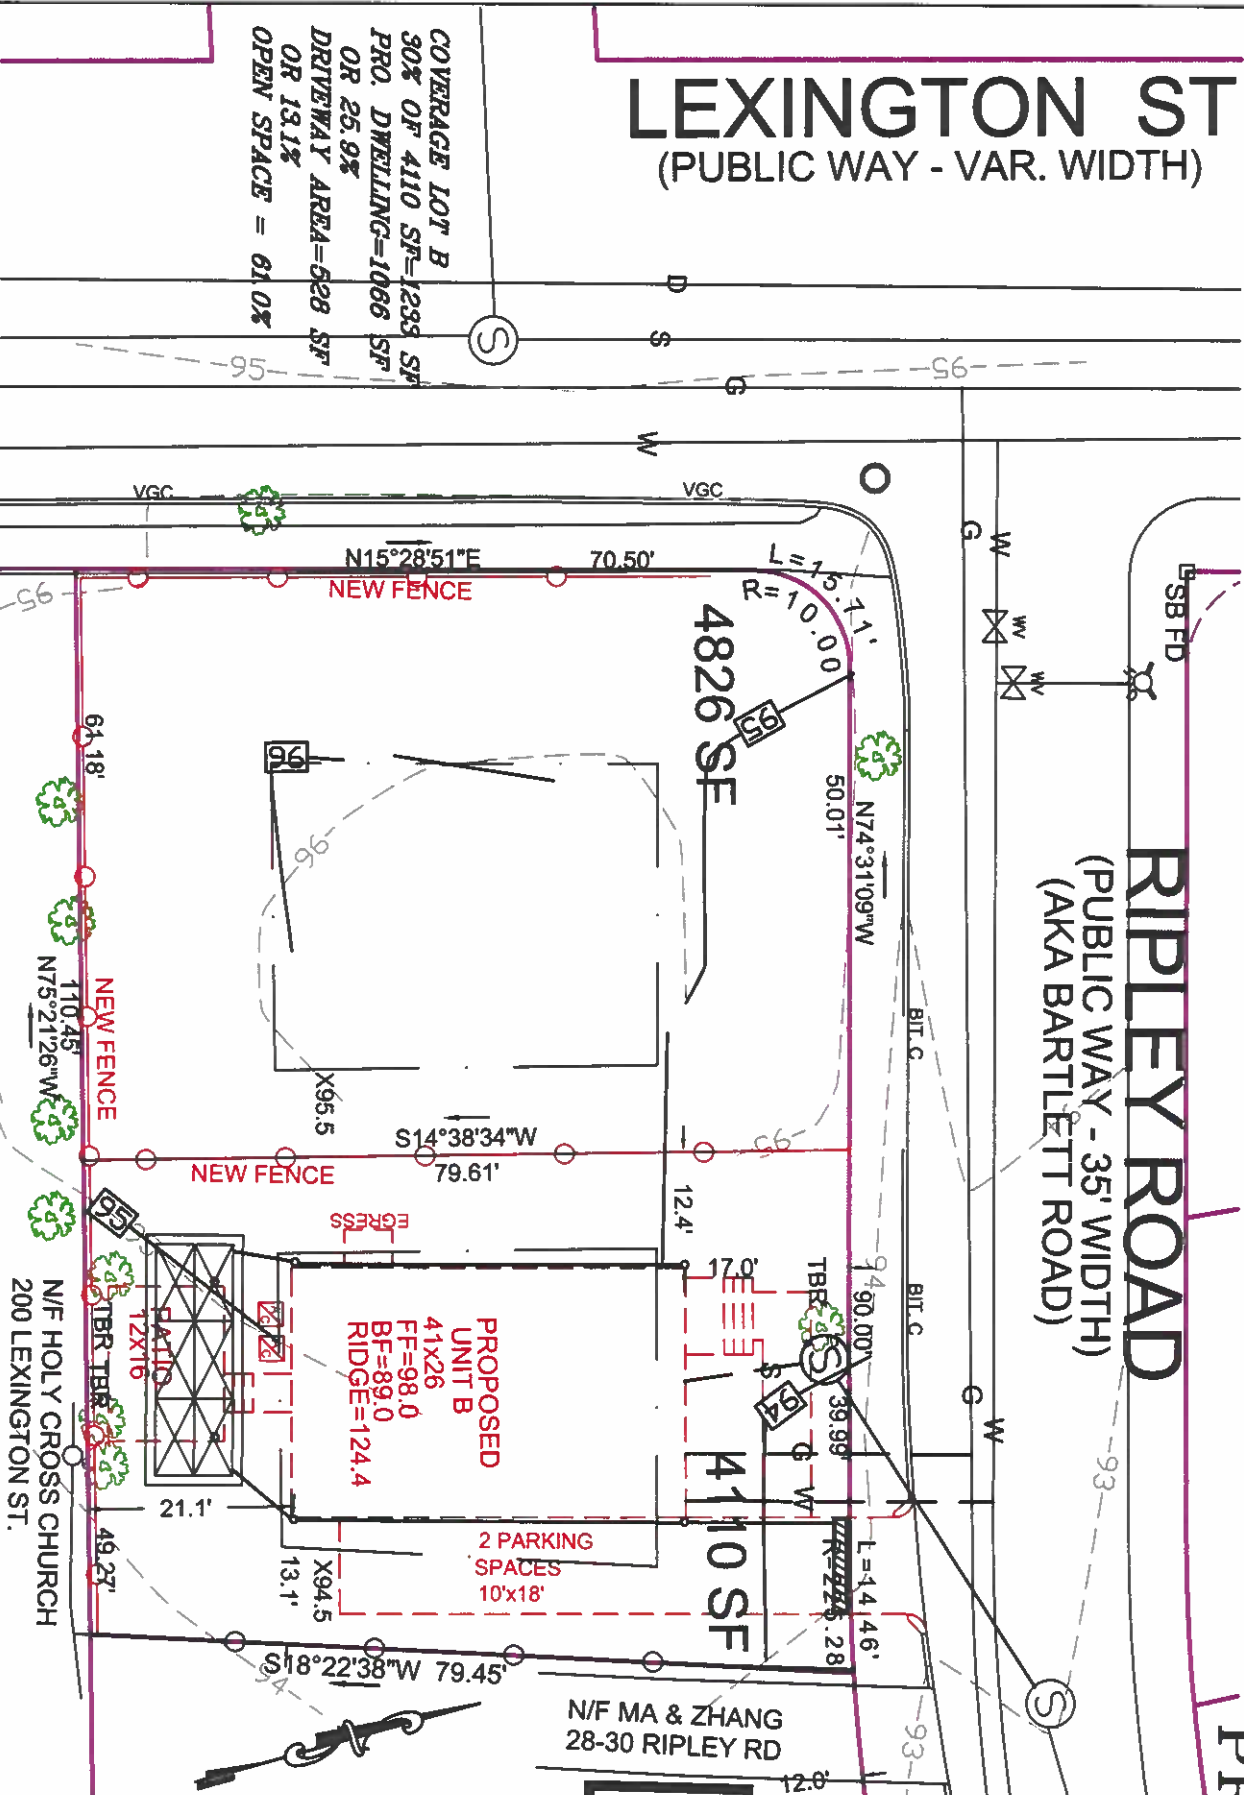 LEXINGTON ST
(PUBLIC WAY - VAR. WIDTH)
COVERAGE LOT B
30% OF 4110 SF=1233 SF
PRO. DWELLING=1066 SF
OR 25.9%
DRIVEWAY AREA=528 SF
OR 13.1%
OPEN SPACE = 61.0%
D
S
G
W
S
95
95
VGC
VGC
N15°28'51"E
70.50'
NEW FENCE
L=15.71'
R=10.00
G
W
WV
WV
SB FD
95
4826 SF
95
96
96
61.18'
50.01'
N74°31'09"W
RIPLEY ROAD
(PUBLIC WAY - 35' WIDTH)
(AKA BARTLETT ROAD)
BIT. C
BIT. C
NEW FENCE
110.45'
N75°21'26"W
X95.5
S14°38'34"W
79.61'
NEW FENCE
95
12.4'
95
EGRESS
17.0'
TBR
94
90.00'
39.99'
S
S
94
G
W
G
W
PROPOSED
UNIT B
41x26
FF=98.0
BF=89.0
RIDGE=124.4
A/C
A/C
PATIO
12x16
TBR
TBR
N/F HOLY CROSS CHURCH
200 LEXINGTON ST.
21.1'
49.27'
13.1'
X94.5
2 PARKING
SPACES
10'x18'
4110 SF
L=14.46'
93
S18°22'38"W
79.45'
94
N/F MA & ZHANG
28-30 RIPLEY RD
12.0'
93
S